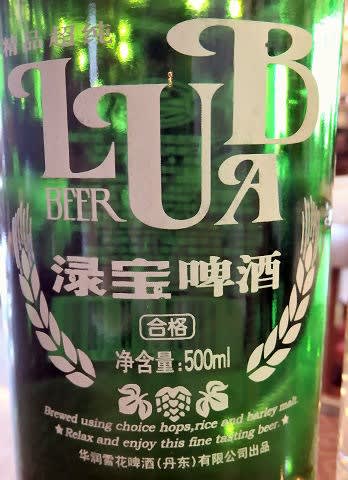 精品超纯
LUBA
BEER
渌宝啤酒
合格
净含量:500ml
Brewed using choice hops,rice and barley malt.
★Relax and enjoy this fine tasting beer.★
华润雪花啤酒(丹东)有限公司出品